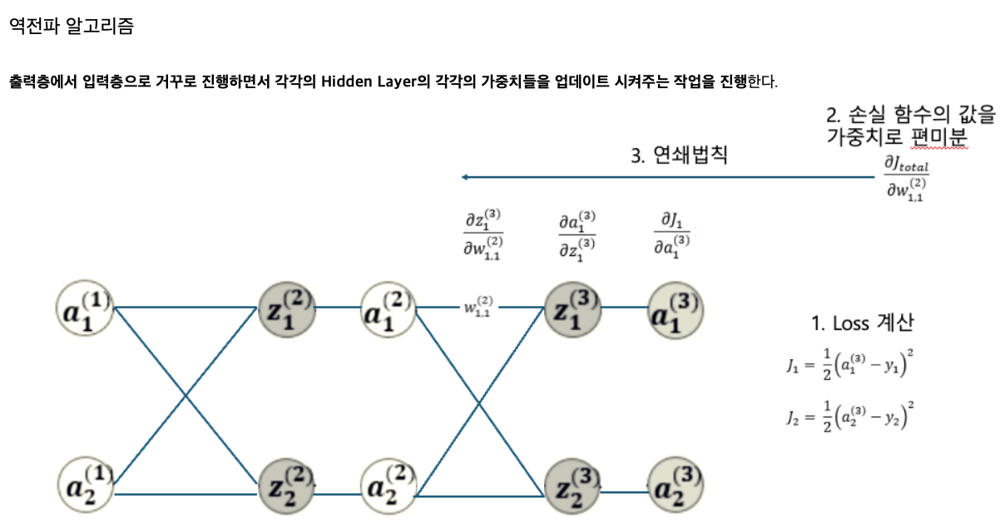 역전파 알고리즘
출력층에서 입력층으로 거꾸로 진행하면서 각각의 Hidden Layer의 각각의 가중치들을 업데이트 시켜주는 작업을 진행한다.
2. 손실 함수의 값을
가중치로 편미분
3. 연쇄법칙
∂J_total / ∂w_{1,1}^{(2)}
∂z_1^{(3)} / ∂w_{1,1}^{(2)}
∂a_1^{(3)} / ∂z_1^{(3)}
∂J_1 / ∂a_1^{(3)}
a_1^{(1)} z_1^{(2)} a_1^{(2)} w_{1,1}^{(2)} z_1^{(3)} a_1^{(3)}
1. Loss 계산
J_1 = 1/2 (a_1^{(3)} − y_1)^2
J_2 = 1/2 (a_2^{(3)} − y_2)^2
a_2^{(1)} z_2^{(2)} a_2^{(2)} z_2^{(3)} a_2^{(3)}